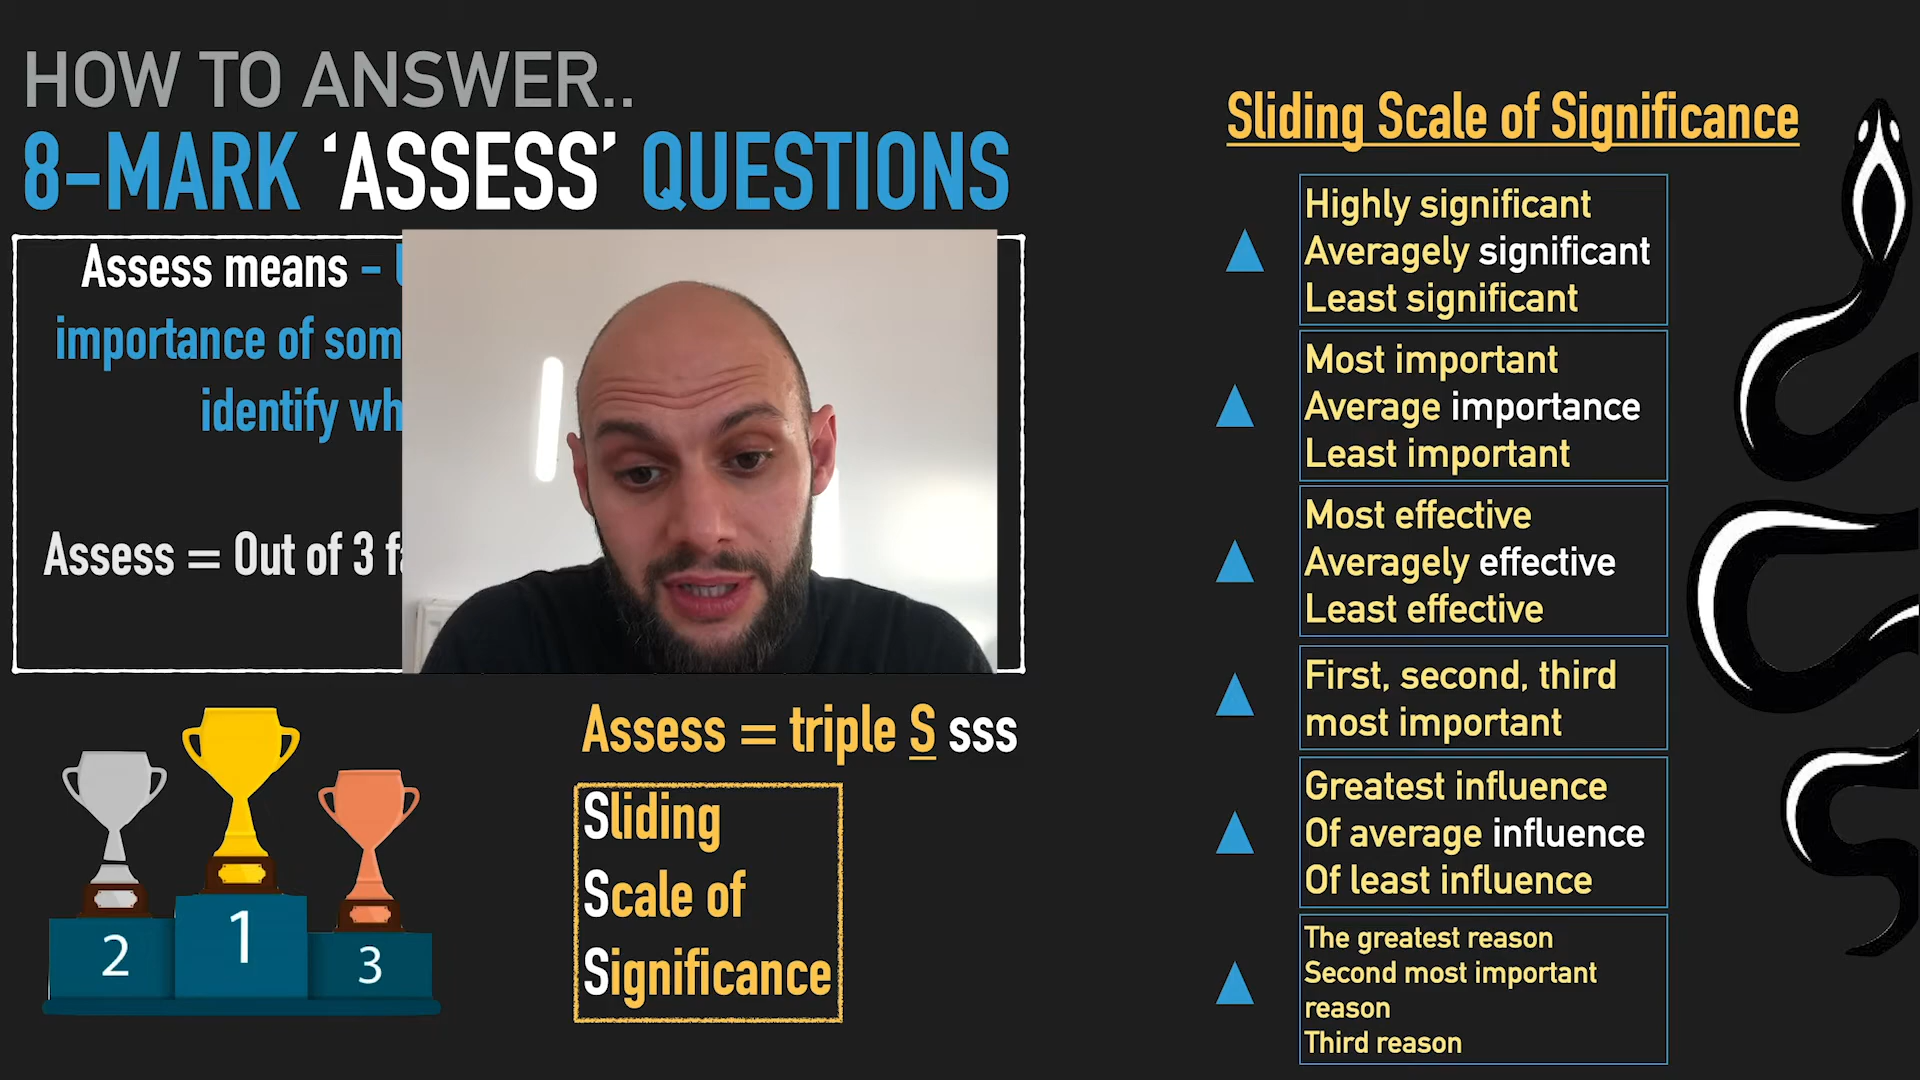 HOW TO ANSWER..
8-MARK ‘ASSESS’ QUESTIONS
Assess means -
importance of
identify
Assess = Out of 3
2
1
3
Assess = triple S sss
Sliding
Scale of
Significance
Sliding Scale of Significance
Highly significant
Averagely significant
Least significant
Most important
Average importance
Least important
Most effective
Averagely effective
Least effective
First, second, third
most important
Greatest influence
Of average influence
Of least influence
The greatest reason
Second most important
reason
Third reason